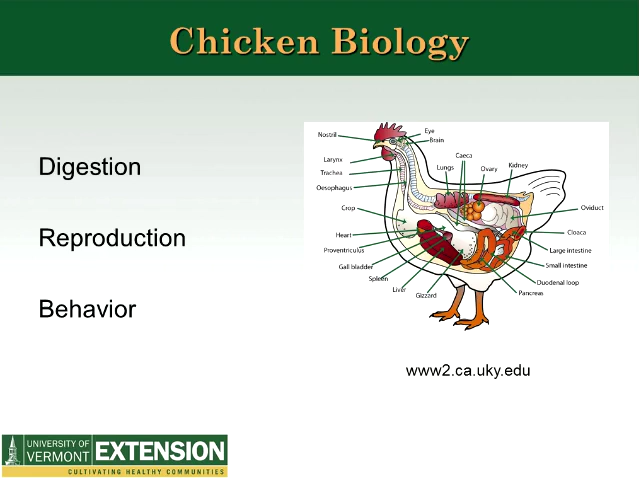 Chicken Biology
Digestion
Reproduction
Behavior
Nostril
Eye
Brain
Larynx
Trachea
Oesophagus
Caeca
Lungs
Ovary
Kidney
Crop
Oviduct
Heart
Cloaca
Proventriculus
Large intestine
Gall bladder
Small intestine
Spleen
Duodenal loop
Liver
Gizzard
Pancreas
www2.ca.uky.edu
UNIVERSITY OF
VERMONT
EXTENSION
CULTIVATING HEALTHY COMMUNITIES